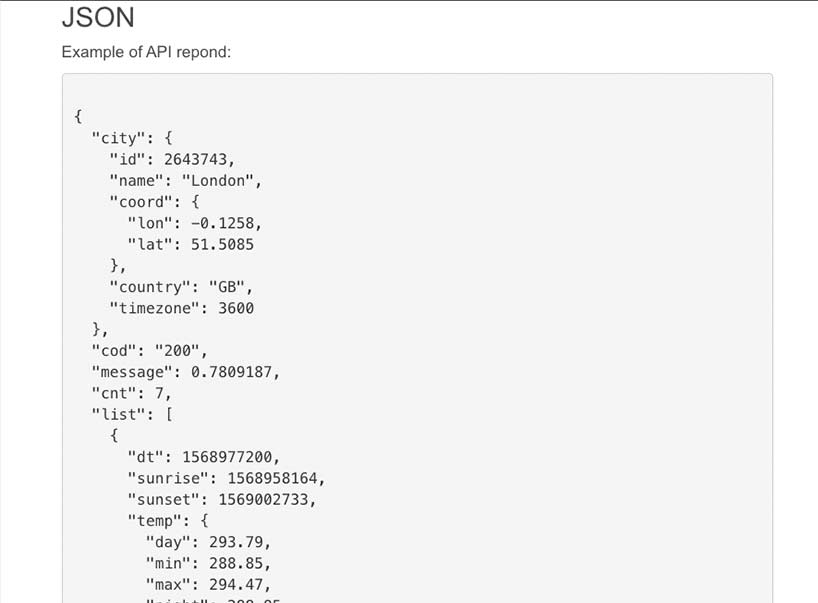 JSON
Example of API repond:
{
  "city": {
    "id": 2643743,
    "name": "London",
    "coord": {
      "lon": -0.1258,
      "lat": 51.5085
    },
    "country": "GB",
    "timezone": 3600
  },
  "cod": "200",
  "message": 0.7809187,
  "cnt": 7,
  "list": [
    {
      "dt": 1568977200,
      "sunrise": 1568958164,
      "sunset": 1569002733,
      "temp": {
        "day": 293.79,
        "min": 288.85,
        "max": 294.47,